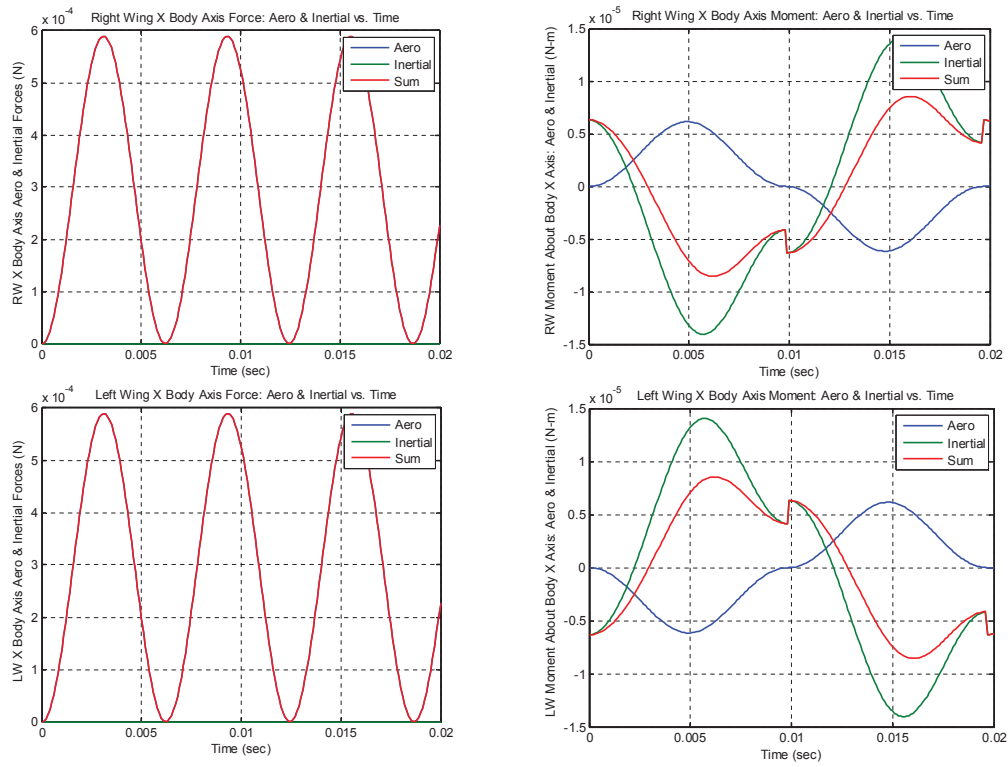 Right Wing X Body Axis Force: Aero & Inertial vs. Time
x 10-4
RW X Body Axis Aero & Inertial Forces (N)
6
5
4
3
2
1
0
0 0.005 0.01 0.015 0.02
Time (sec)
Aero
Inertial
Sum
Right Wing X Body Axis Moment: Aero & Inertial vs. Time
x 10-5
RW Moment About Body X Axis: Aero & Inertial (N-m)
1.5
1
0.5
0
-0.5
-1
-1.5
0 0.005 0.01 0.015 0.02
Time (sec)
Aero
Inertial
Sum
Left Wing X Body Axis Force: Aero & Inertial vs. Time
x 10-4
LW X Body Axis Aero & Inertial Forces (N)
6
5
4
3
2
1
0
0 0.005 0.01 0.015 0.02
Time (sec)
Aero
Inertial
Sum
Left Wing X Body Axis Moment: Aero & Inertial vs. Time
x 10-5
LW Moment About Body X Axis: Aero & Inertial (N-m)
1.5
1
0.5
0
-0.5
-1
-1.5
0 0.005 0.01 0.015 0.02
Time (sec)
Aero
Inertial
Sum